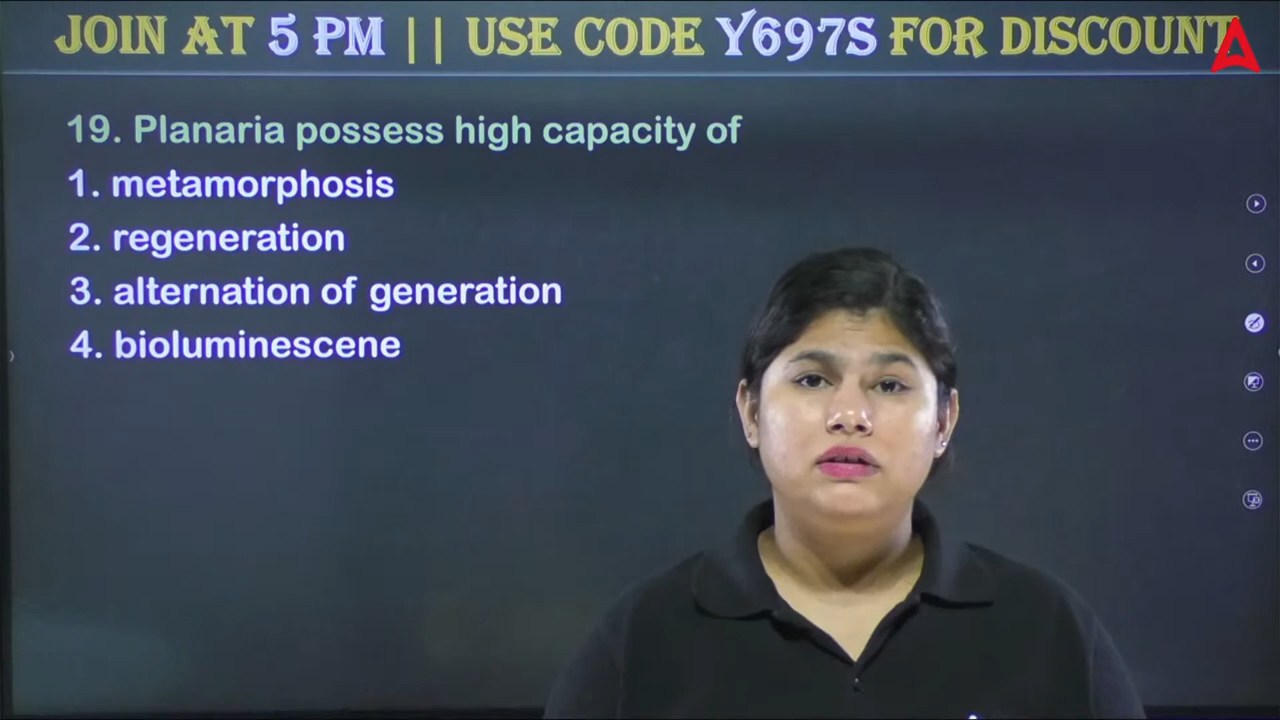 JOIN AT 5 PM || USE CODE Y697S FOR DISCOUNT
19. Planaria possess high capacity of
1. metamorphosis
2. regeneration
3. alternation of generation
4. bioluminescene